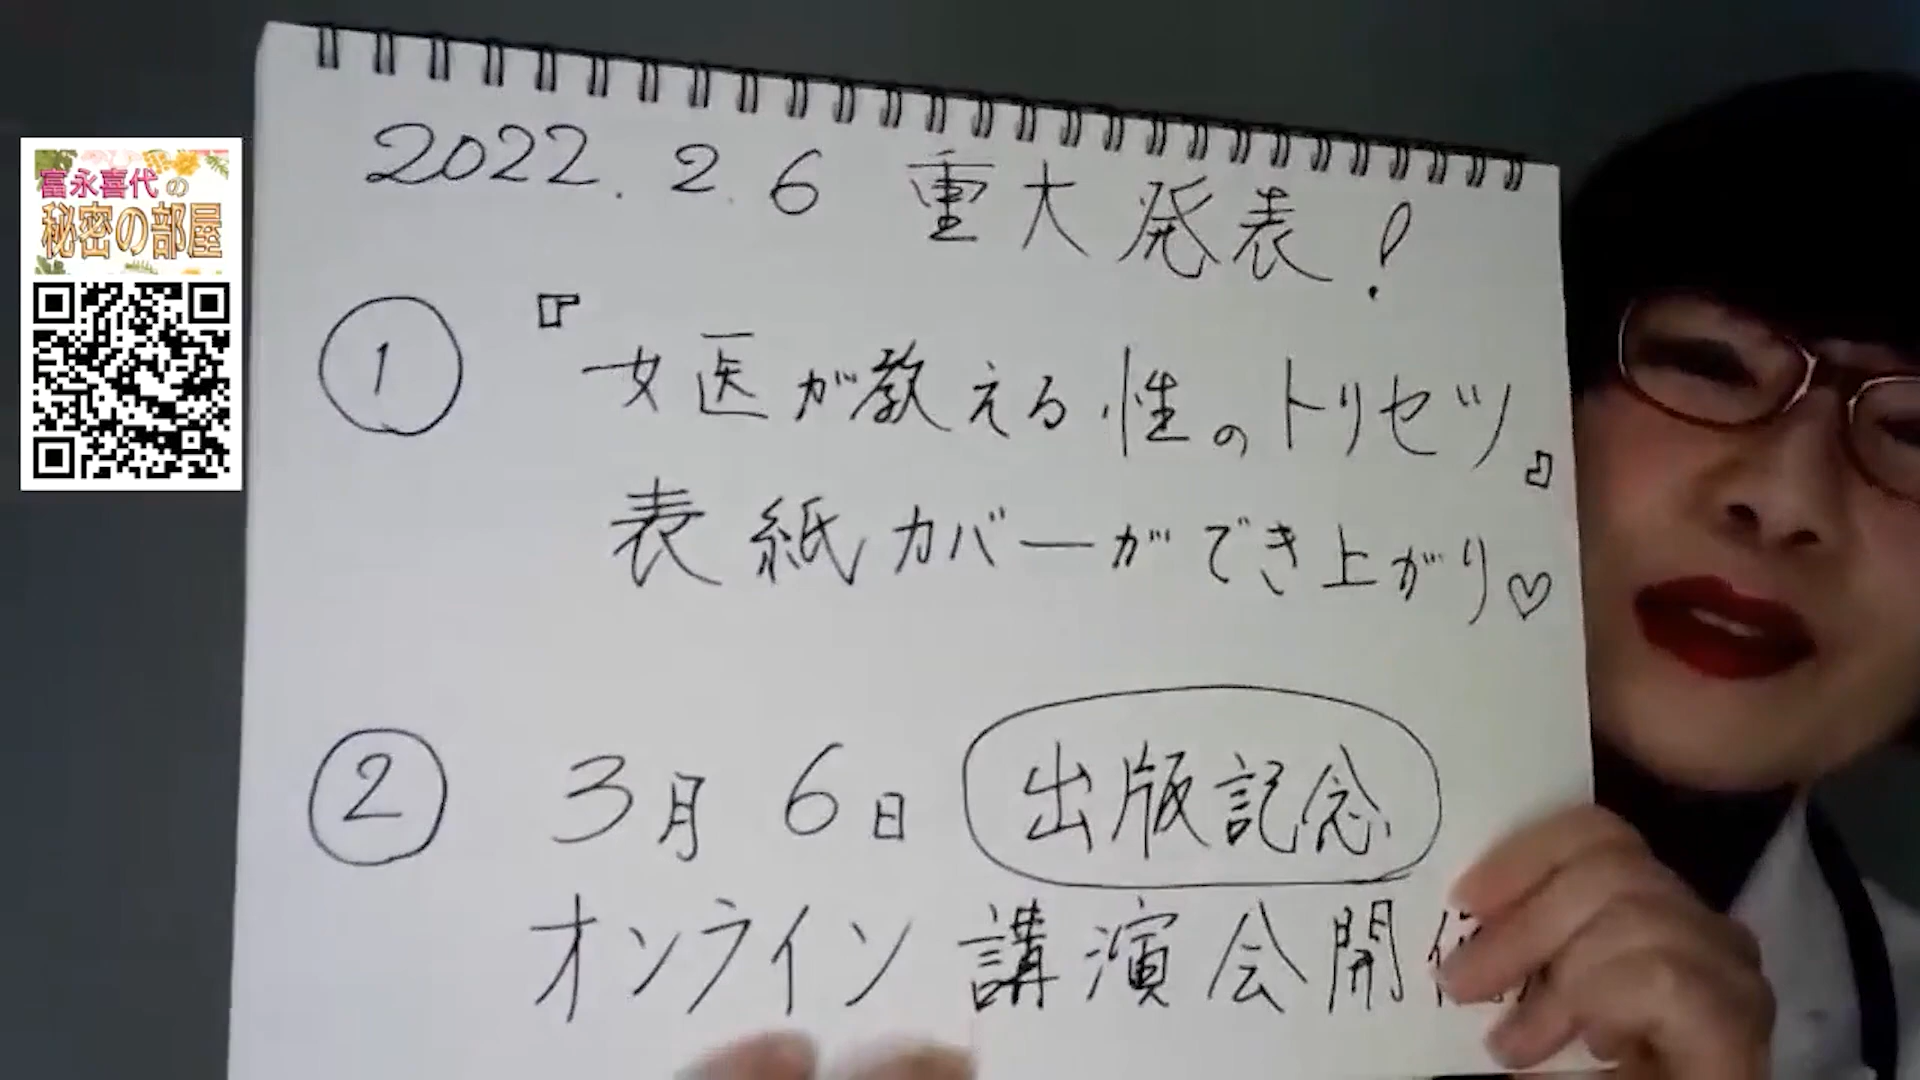 富永喜代の
秘密の部屋
2022.2.6 重大発表!
① 『女医が教える性のトリセツ』
表紙カバーができ上がり♡
② 3月6日 出版記念
オンライン講演会開